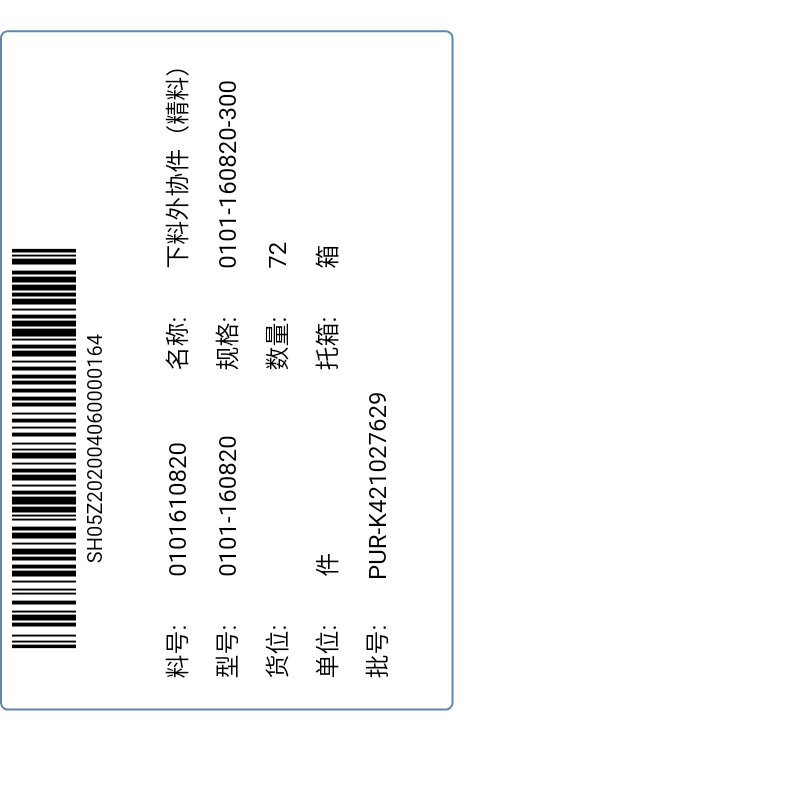 SH05Z202004060000164
料号: 0101610820 名称: 下料外协件（精料）
型号: 0101-160820 规格: 0101-160820-300
货位: 数量: 72
单位: 件 托箱: 箱
批号: PUR-K421027629